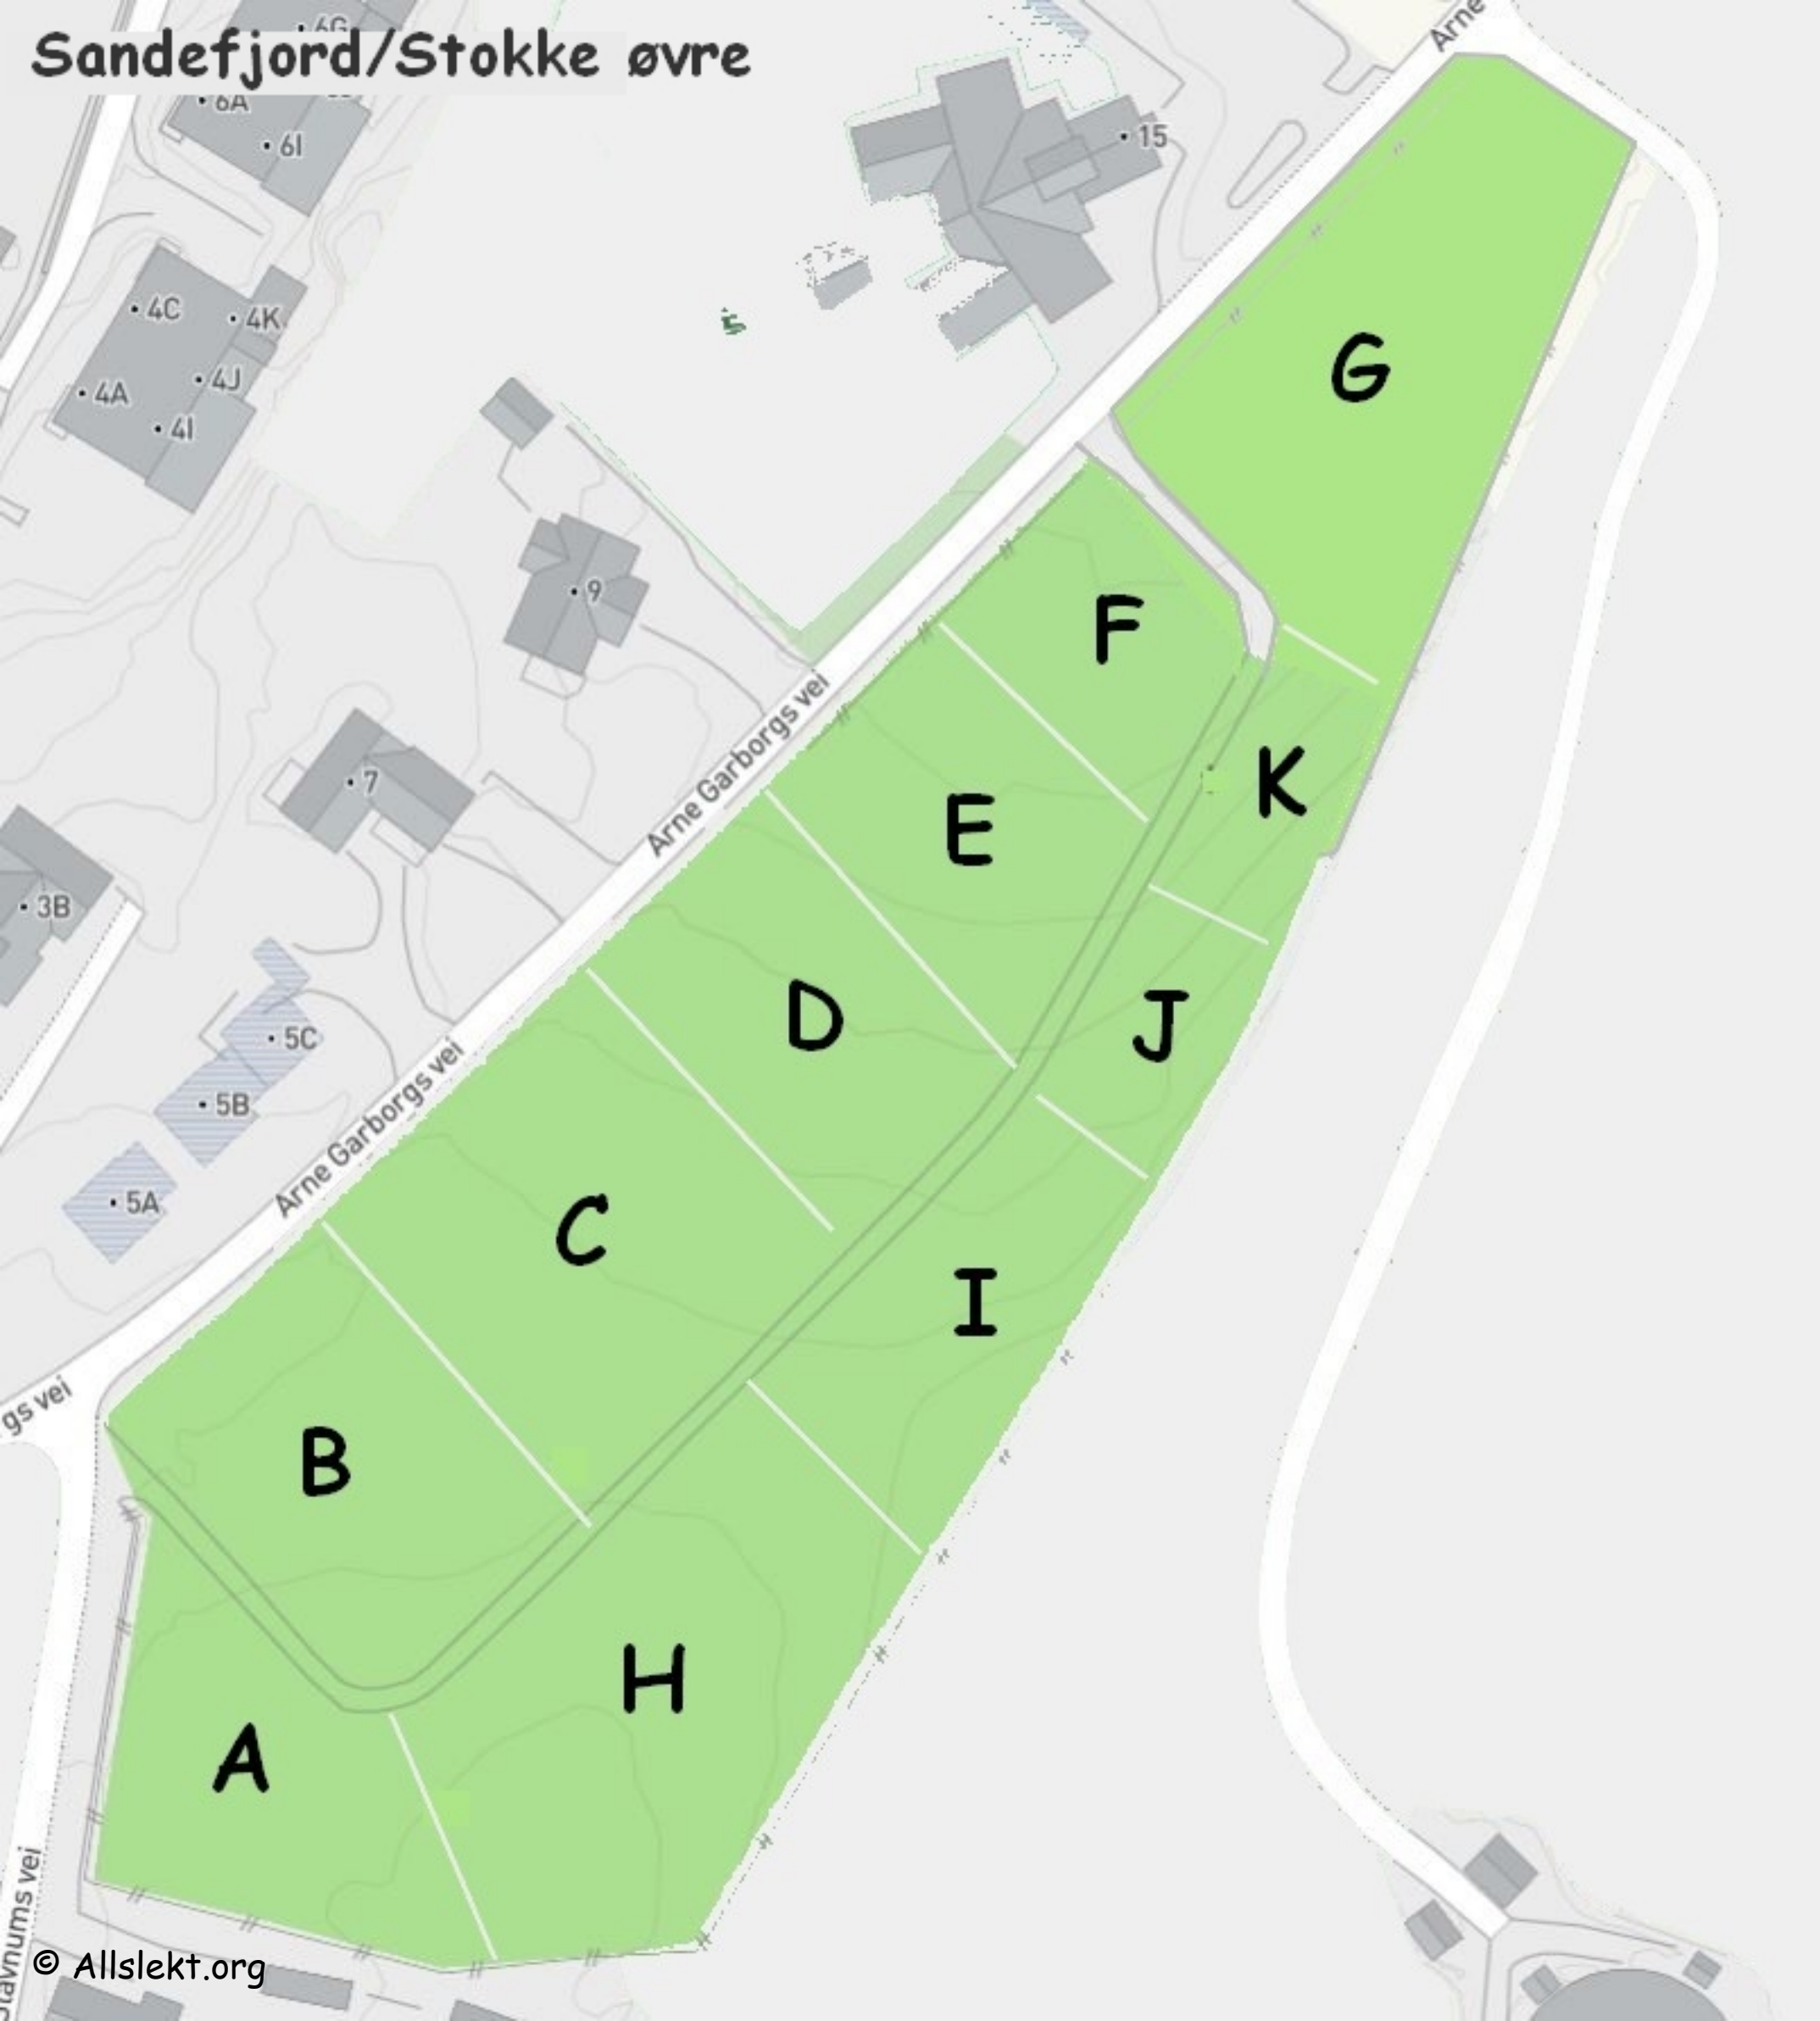 6G
Sandefjord/Stokke øvre
6A
6I
15
Arne
4C
4K
4J
4A
4I
G
9
F
Arne Garborgs vei
7
K
E
3B
D
J
5C
5B
Arne Garborgs vei
5A
C
I
gs vei
B
H
A
© Allslekt.org